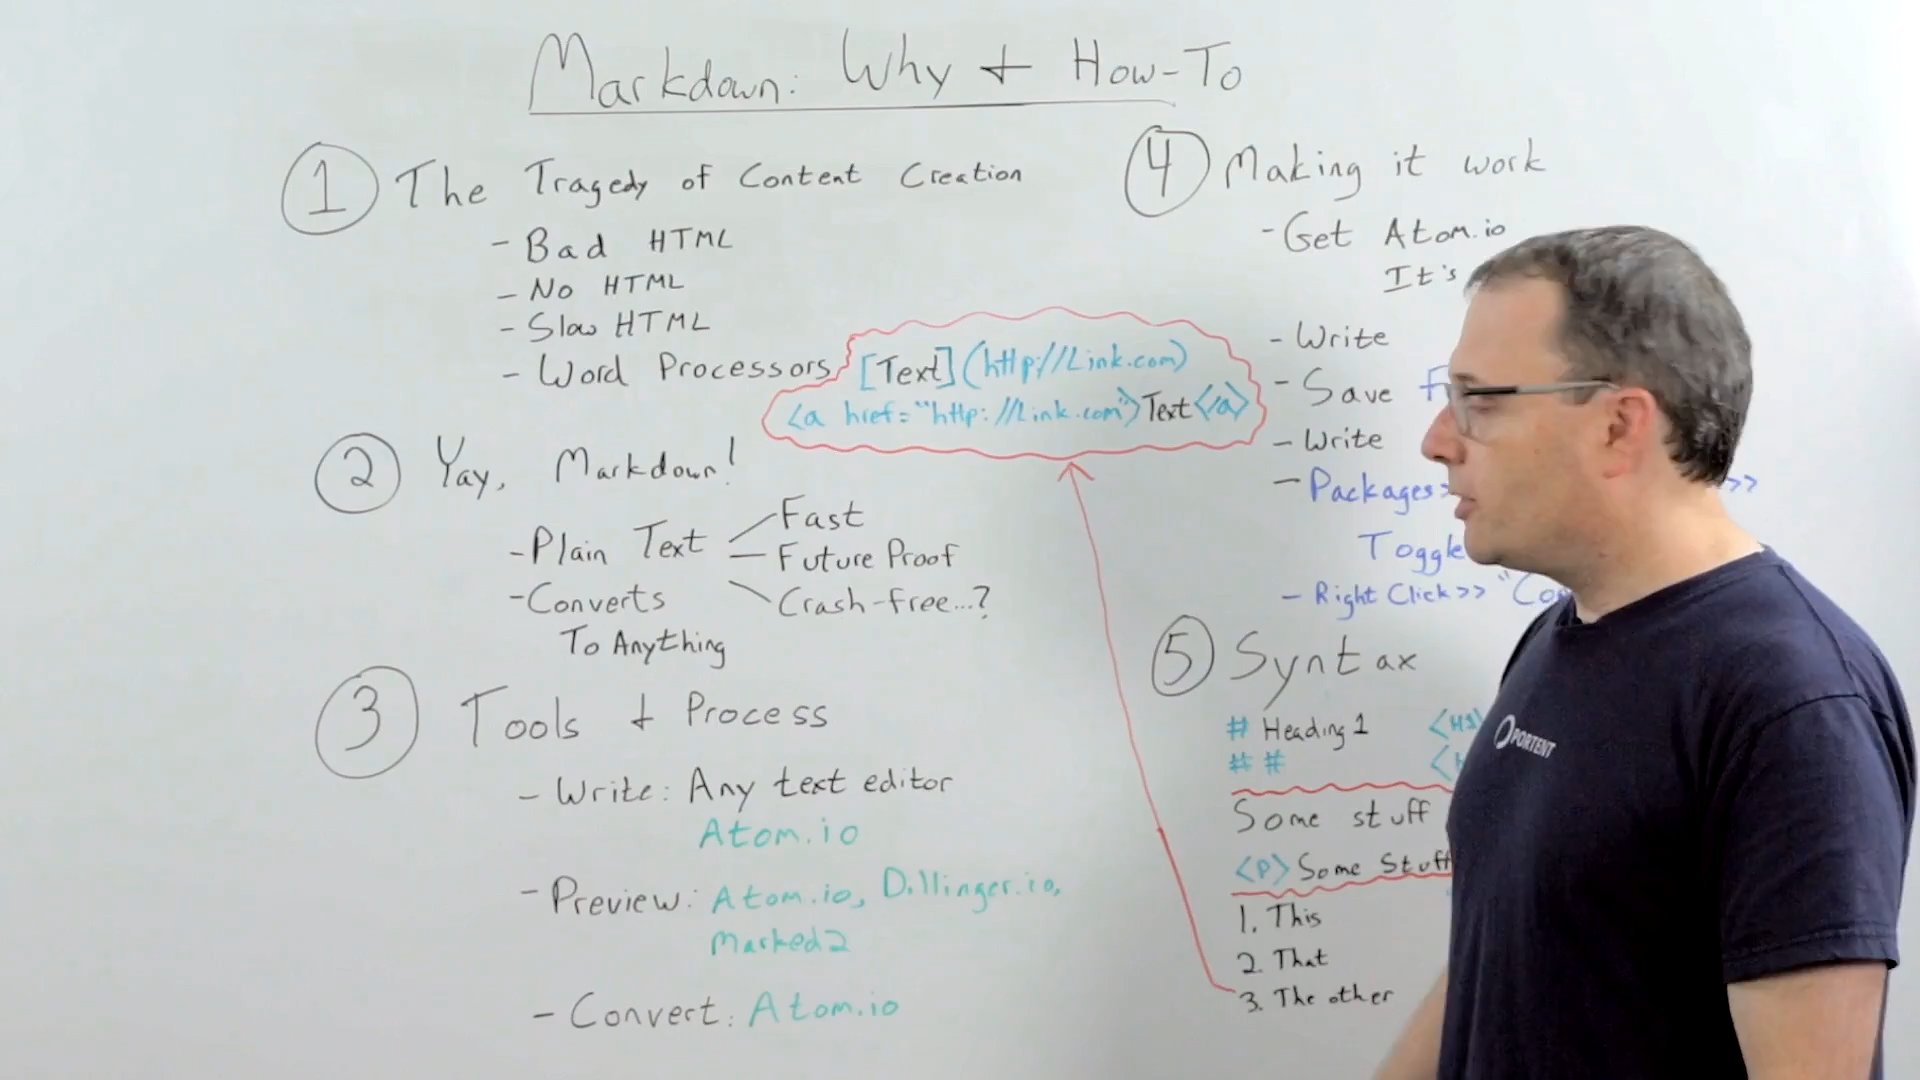 Markdown: Why + How-To
1 The Tragedy of Content Creation
- Bad HTML
- No HTML
- Slow HTML
- Word Processors
[Text](http://Link.com)
<a href="http://Link.com">Text</a>
2 Yay, Markdown!
- Plain Text
Fast
Future Proof
Crash-free...?
- Converts
To Anything
3 Tools + Process
- Write: Any text editor
Atom.io
- Preview: Atom.io, Dillinger.io,
Marked2
- Convert: Atom.io
4 Making it work
- Get Atom.io
It's
- Write
- Save
- Write
- Packages>
>>
Toggle
- Right Click>>
5 Syntax
# Heading 1 <H1
##
Some stuff
<P> Some Stuff
1. This
2. That
3. The other
PORTENT